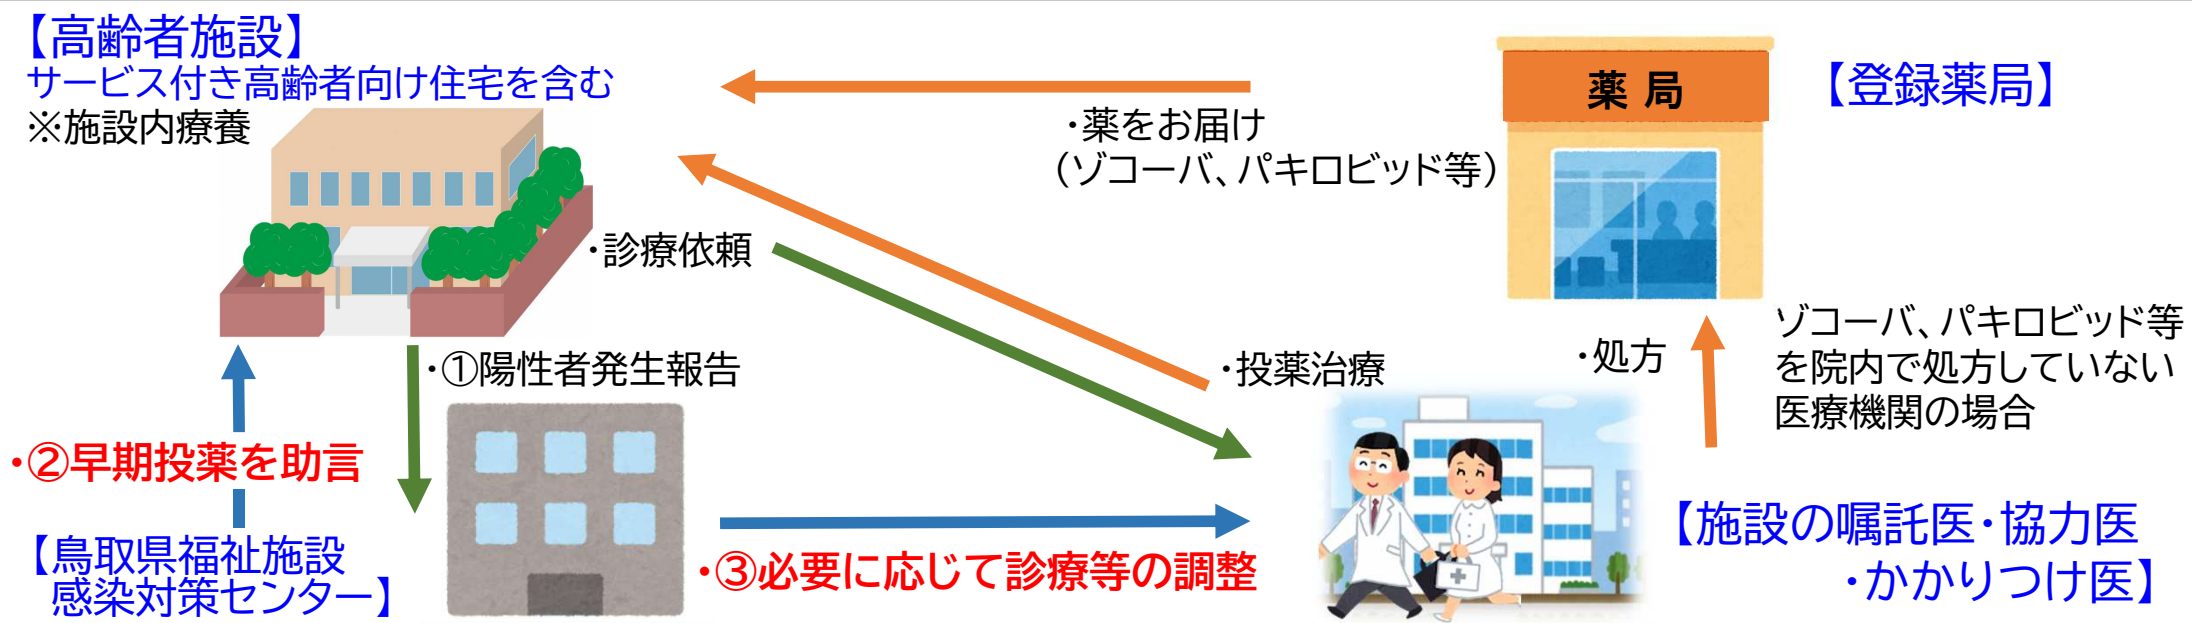 【高齢者施設】
サービス付き高齢者向け住宅を含む
※施設内療養
・薬をお届け
(ゾコーバ、パキロビッド等)
薬局
【登録薬局】
・診療依頼
・①陽性者発生報告
・投薬治療
・処方
ゾコーバ、パキロビッド等
を院内で処方していない
医療機関の場合
・②早期投薬を助言
【鳥取県福祉施設
感染対策センター】
・③必要に応じて診療等の調整
【施設の嘱託医・協力医
・かかりつけ医】